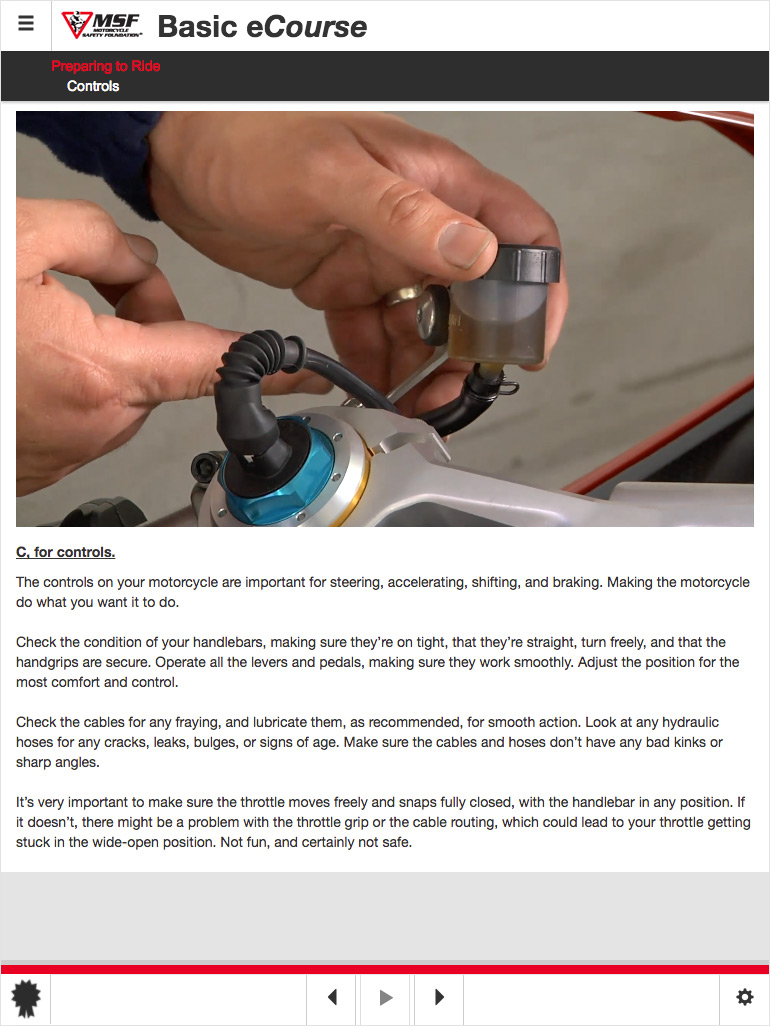 MSF
MOTORCYCLE
SAFETY FOUNDATION
Basic eCourse
Preparing to Ride
Controls
C, for controls.
The controls on your motorcycle are important for steering, accelerating, shifting, and braking. Making the motorcycle
do what you want it to do.
Check the condition of your handlebars, making sure they’re on tight, that they’re straight, turn freely, and that the
handgrips are secure. Operate all the levers and pedals, making sure they work smoothly. Adjust the position for the
most comfort and control.
Check the cables for any fraying, and lubricate them, as recommended, for smooth action. Look at any hydraulic
hoses for any cracks, leaks, bulges, or signs of age. Make sure the cables and hoses don’t have any bad kinks or
sharp angles.
It’s very important to make sure the throttle moves freely and snaps fully closed, with the handlebar in any position. If
it doesn’t, there might be a problem with the throttle grip or the cable routing, which could lead to your throttle getting
stuck in the wide-open position. Not fun, and certainly not safe.